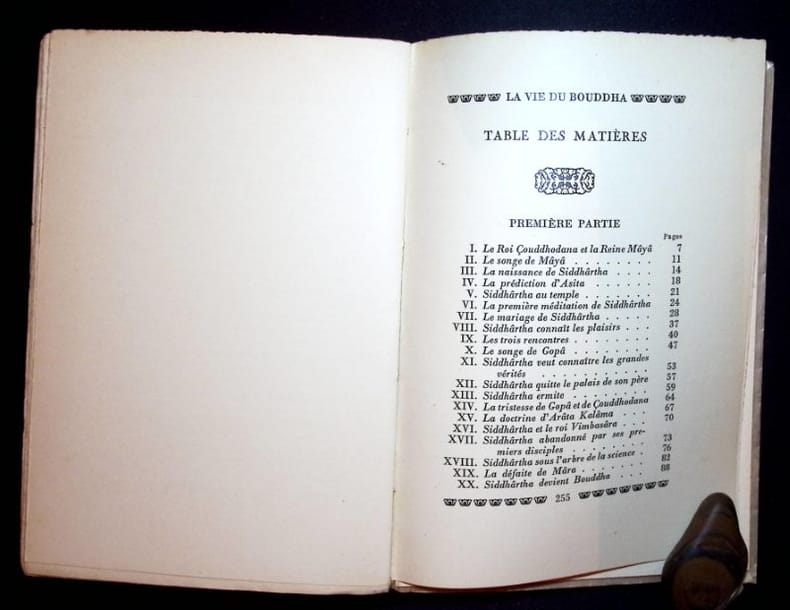 LA VIE DU BOUDDHA
TABLE DES MATIÈRES
PREMIÈRE PARTIE
Pages
I. Le Roi Çouddhodana et la Reine Mâyâ 7
II. Le songe de Mâyâ . . . . . . . . 11
III. La naissance de Siddhârtha . . . . 14
IV. La prédiction d'Asita . . . . . . 18
V. Siddhârtha au temple . . . . . . . 21
VI. La première méditation de Siddhârtha 24
VII. Le mariage de Siddhârtha . . . . . 28
VIII. Siddhârtha connaît les plaisirs . . . 37
IX. Les trois rencontres . . . . . . . . 40
X. Le songe de Gopâ . . . . . . . . 47
XI. Siddhârtha veut connaître les grandes
vérités . . . . . . . . . . . 53
XII. Siddhârtha quitte le palais de son père 57
XIII. Siddhârtha ermite . . . . . . . . 59
XIV. La tristesse de Gopâ et de Çouddhodana 64
XV. La doctrine d'Arâta Kalâma . . . 67
XVI. Siddhârtha et le roi Vimbasâra . . . 70
XVII. Siddhârtha abandonné par ses pre-
miers disciples . . . . . . . . 73
XVIII. Siddhârtha sous l'arbre de la science . 76
XIX. La défaite de Mâra . . . . . . . 82
XX. Siddhârtha devient Bouddha . . . 88
255